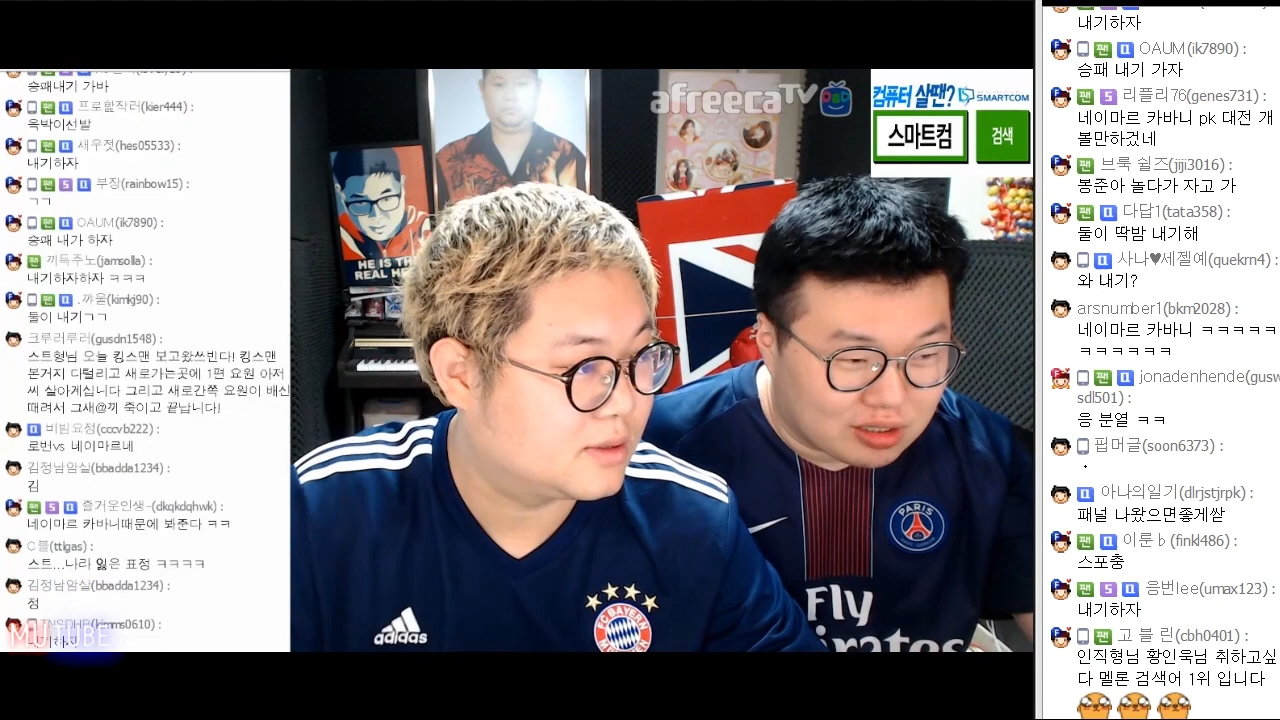 승패내기 가바
프로할작러(kier444) :
윽박이선발
새우젓(hes05533) :
내기하자
부정(rainbow15) :
ㄱㄱ
OAUM(ik7890) :
승패 내가 하자
끼득주노(jamsolla) :
내기하자하자 ㅋㅋㅋ
.까울(kimkj90) :
둘이 내기ㄱㄱ
크루러루러(gusdn1548) :
스트형님 오늘 킹스맨 보고왔쓰빈다! 킹스맨
본거지 다털리고 새로가는곳에 1편 요원 아저
씨 살아계십니다 그리고 새로간쪽 요원이 배신
때려서 그새@끼 죽이고 끝납니다!
비빔요정(cccvb222) :
로번vs 네이마르네
김정남암살(bbadda1234) :
김
즐거운인생-(dkqkdqhwk) :
네이마르 카바니때문에 봐준다 ㅋㅋ
(ttlgas) :
스트...나라 잃은 표정 ㅋㅋㅋㅋ
김정남암살(bbadda1234) :
정
(kimms0610) :
MUTUBE
afreecaTV
컴퓨터 살땐? SMARTCOM
스마트컴 검색
HE IS THE
REAL
PARIS
Fly
Emirates
adidas
FC BAYERN
내기하자
OAUM(ik7890) :
승패 내기 가자
리플리76(genes731) :
네이마르 카바니 pk 대전 개
볼만하겠네
브룩 쉴즈(jiji3016) :
봉준이 놀다가 자고 가
다답1(tata358) :
둘이 딱밤 내기해
사나♥세젤예(quekrn4) :
와 내기?
arsnumber1(bkm2028) :
네이마르 카바니 ㅋㅋㅋㅋㅋ
ㅋㅋㅋㅋㅋㅋ
jonadenhende(gusw
sdl501) :
응 분열 ㅋㅋ
핍머글(soon6373) :
.
아나의일기(dlrjstjrpk) :
패널 나왔으면좋게싿
이룬♭(finkl486) :
스포충
응번lee(umax123) :
내기하자
고 블 린(cbh0401) :
인직형님 황인욱님 취하고싶
다 멜론 검색어 1위 입니다